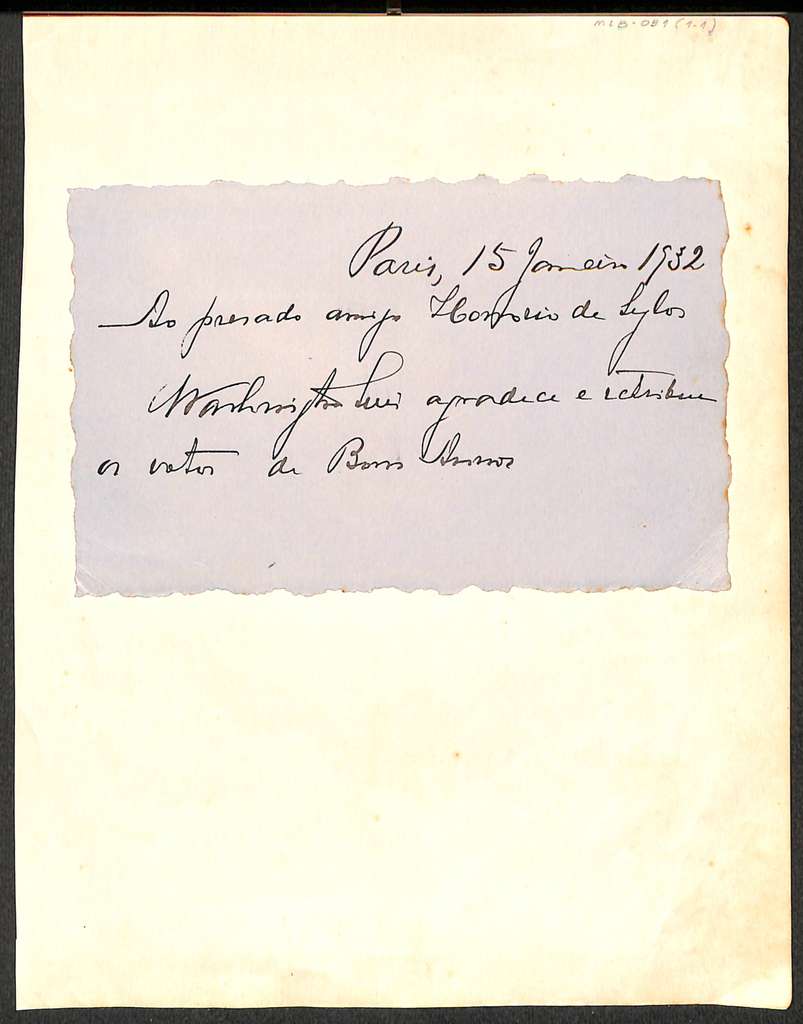 MLB-081 (1-1)
Paris, 15 Janeiro 1932
Ao presado amigo Honorio de Sylos
Washington Luis agradece e retribue
os votos de Bons Annos